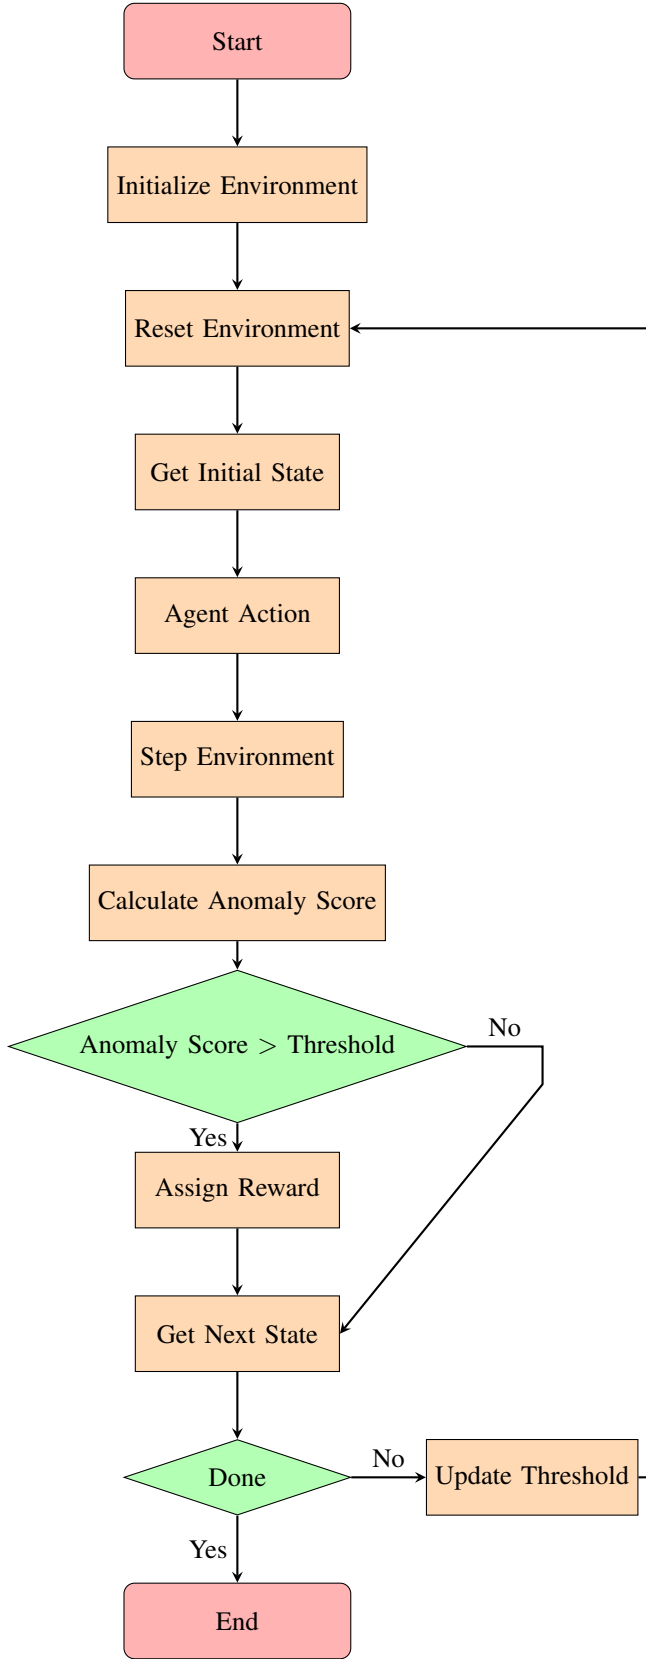 Start
Initialize Environment
Reset Environment
Get Initial State
Agent Action
Step Environment
Calculate Anomaly Score
Anomaly Score > Threshold
No
Yes
Assign Reward
Get Next State
Done
No
Update Threshold
Yes
End